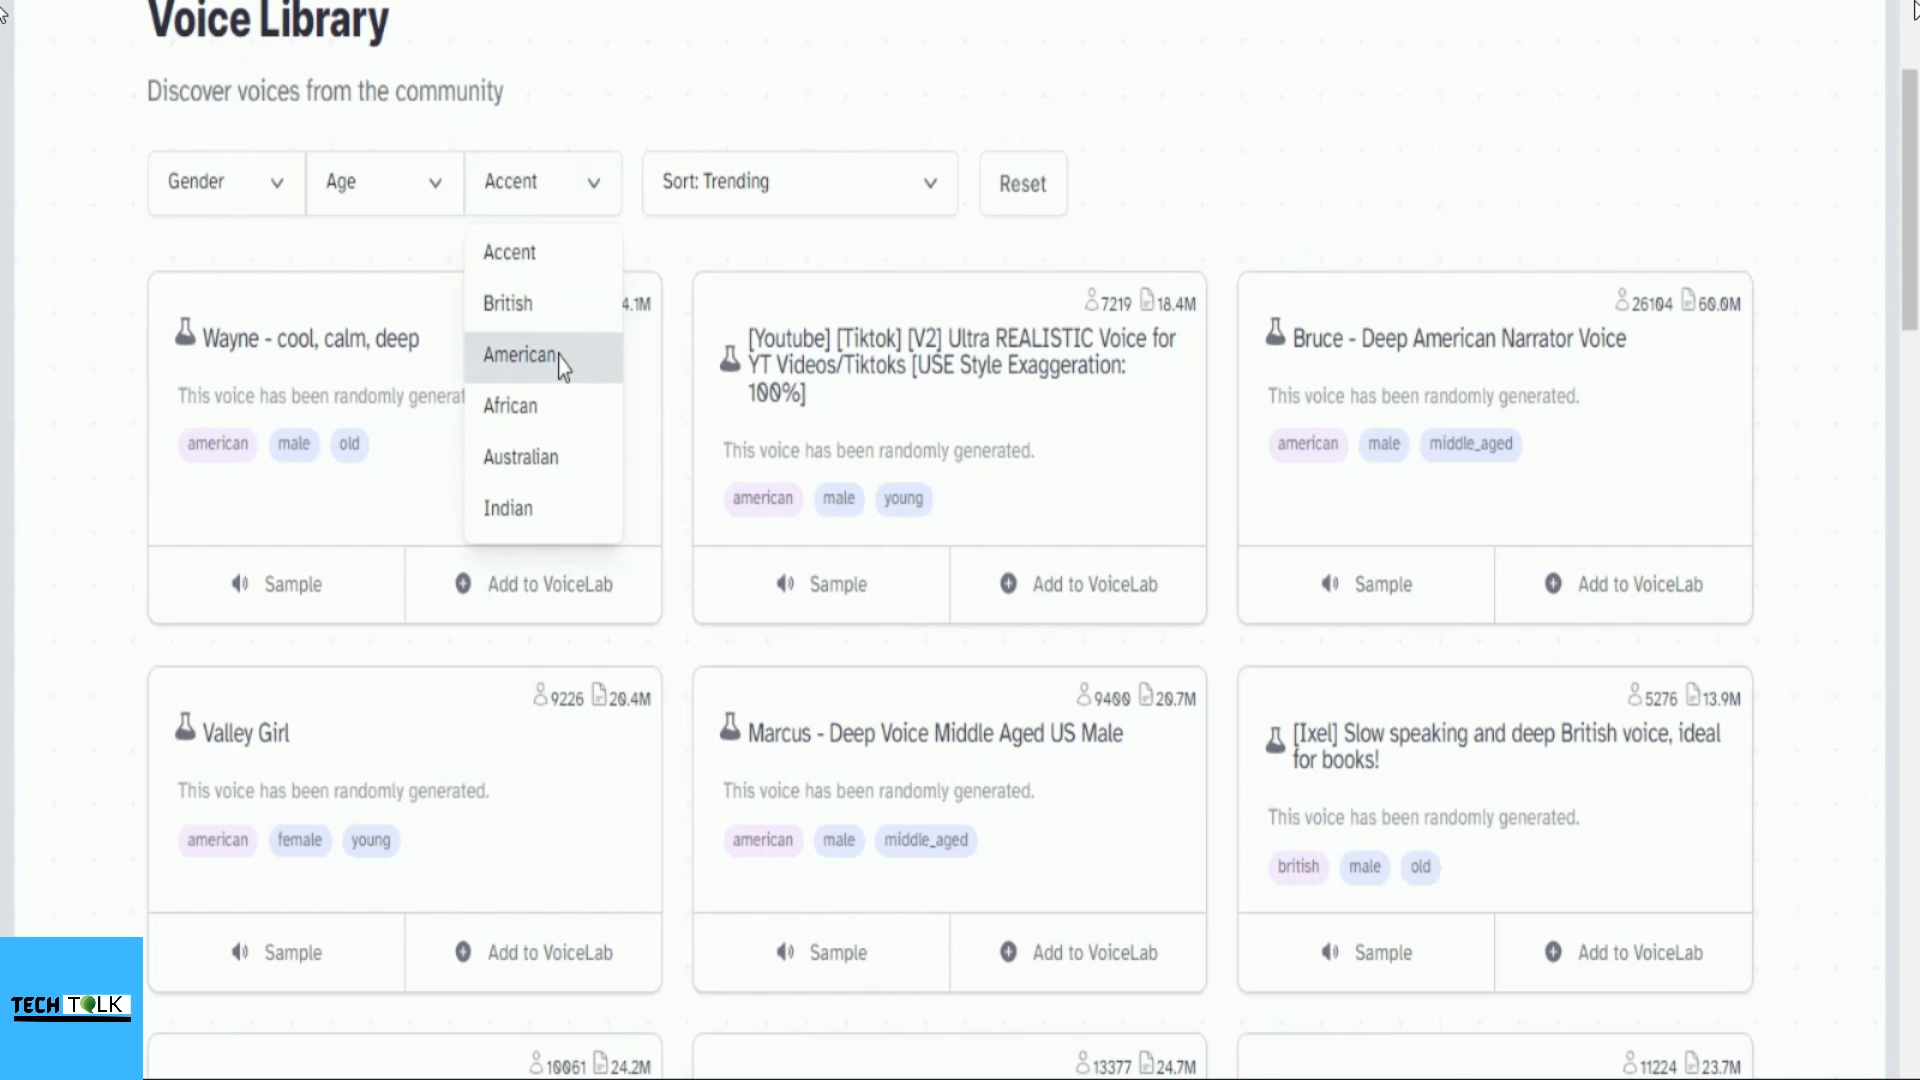 Voice Library
Discover voices from the community
Gender
Age
Accent
Sort: Trending
Reset
Accent
British
American
African
Australian
Indian
4.1M
Wayne - cool, calm, deep
This voice has been randomly generat
american male old
Sample
Add to VoiceLab
7219 18.4M
[Youtube] [Tiktok] [V2] Ultra REALISTIC Voice for
YT Videos/Tiktoks [USE Style Exaggeration:
100%]
This voice has been randomly generated.
american male young
Sample
Add to VoiceLab
26104 60.0M
Bruce - Deep American Narrator Voice
This voice has been randomly generated.
american male middle_aged
Sample
Add to VoiceLab
9226 20.4M
Valley Girl
This voice has been randomly generated.
american female young
Sample
Add to VoiceLab
9400 20.7M
Marcus - Deep Voice Middle Aged US Male
This voice has been randomly generated.
american male middle_aged
Sample
Add to VoiceLab
5276 13.9M
[Ixel] Slow speaking and deep British voice, ideal
for books!
This voice has been randomly generated.
british male old
Sample
Add to VoiceLab
10061 24.2M
13377 24.7M
11224 23.7M
TECH TALK